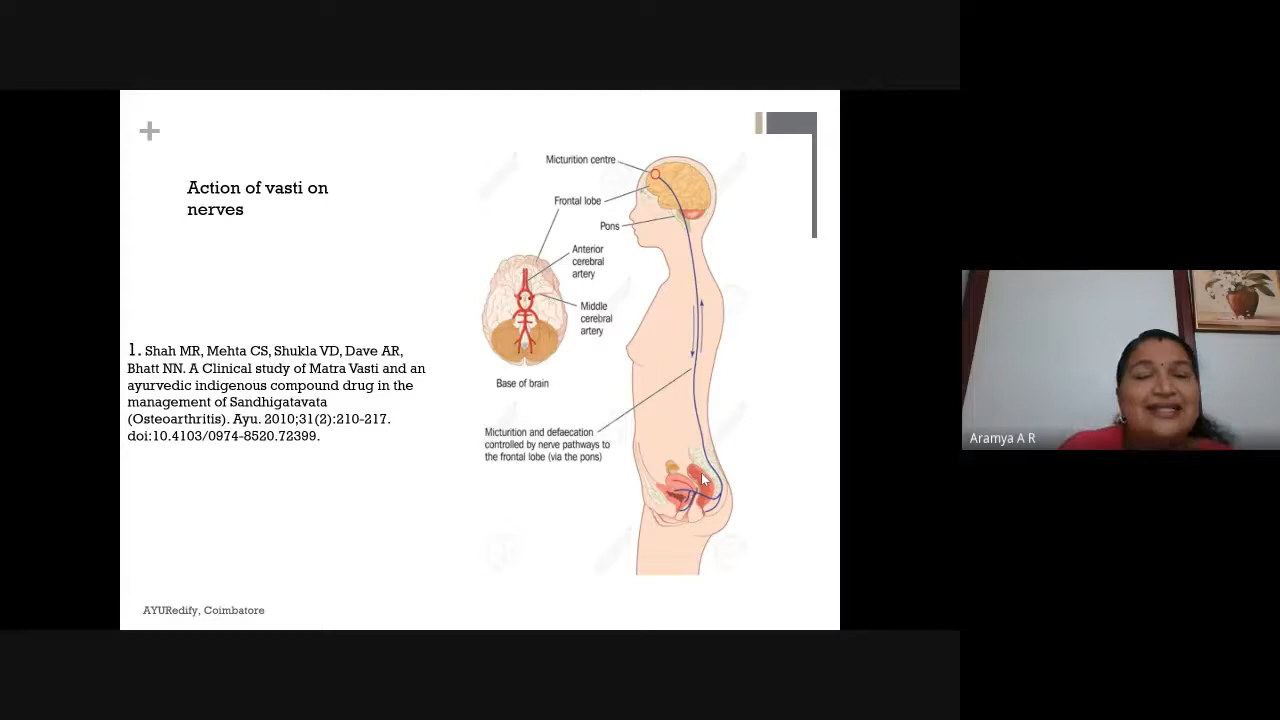 +
Action of vasti on
nerves
Micturition centre
Frontal lobe
Pons
Anterior
cerebral
artery
Middle
cerebral
artery
Base of brain
Micturition and defaecation
controlled by nerve pathways to
the frontal lobe (via the pons)
1. Shah MR, Mehta CS, Shukla VD, Dave AR,
Bhatt NN. A Clinical study of Matra Vasti and an
ayurvedic indigenous compound drug in the
management of Sandhigatavata
(Osteoarthritis). Ayu. 2010;31(2):210-217.
doi:10.4103/0974-8520.72399.
AYURedify, Coimbatore
Aramya A R